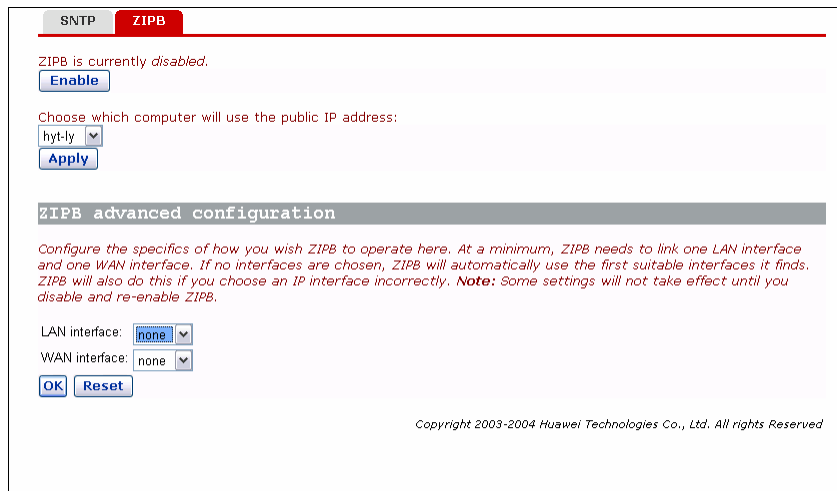 SNTP ZIPB
ZIPB is currently disabled.
Enable
Choose which computer will use the public IP address:
hyt-ly
Apply
ZIPB advanced configuration
Configure the specifics of how you wish ZIPB to operate here. At a minimum, ZIPB needs to link one LAN interface
and one WAN interface. If no interfaces are chosen, ZIPB will automatically use the first suitable interfaces it finds.
ZIPB will also do this if you choose an IP interface incorrectly. Note: Some settings will not take effect until you
disable and re-enable ZIPB.
LAN interface: none
WAN interface: none
OK Reset
Copyright 2003-2004 Huawei Technologies Co., Ltd. All rights Reserved